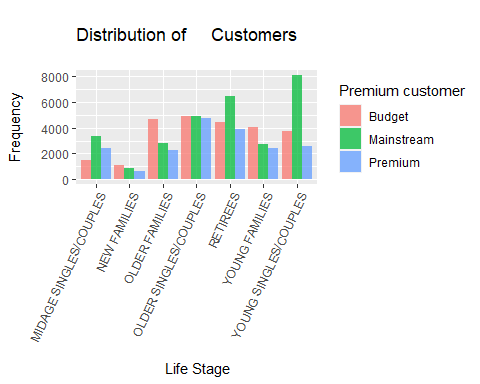 Distribution of Customers
Frequency
8000
6000
4000
2000
0
MIDAGE SINGLES/COUPLES
NEW FAMILIES
OLDER FAMILIES
OLDER SINGLES/COUPLES
RETIREES
YOUNG FAMILIES
YOUNG SINGLES/COUPLES
Life Stage
Premium customer
Budget
Mainstream
Premium